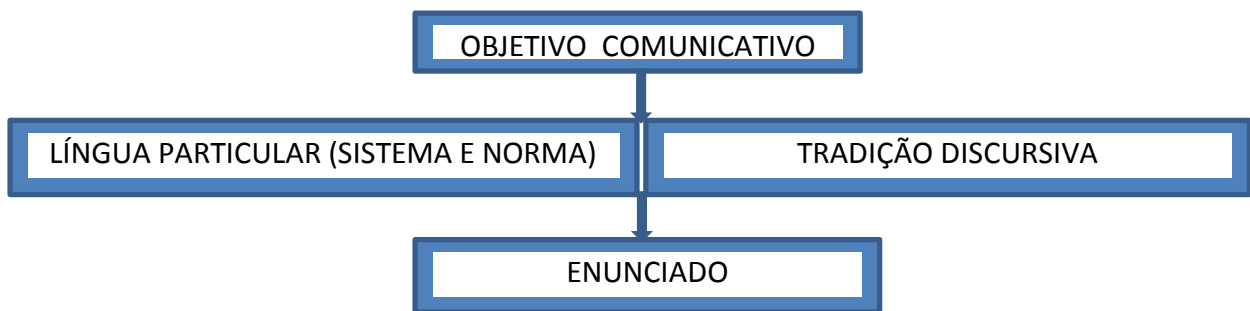 OBJETIVO COMUNICATIVO
LÍNGUA PARTICULAR (SISTEMA E NORMA)
TRADIÇÃO DISCURSIVA
ENUNCIADO